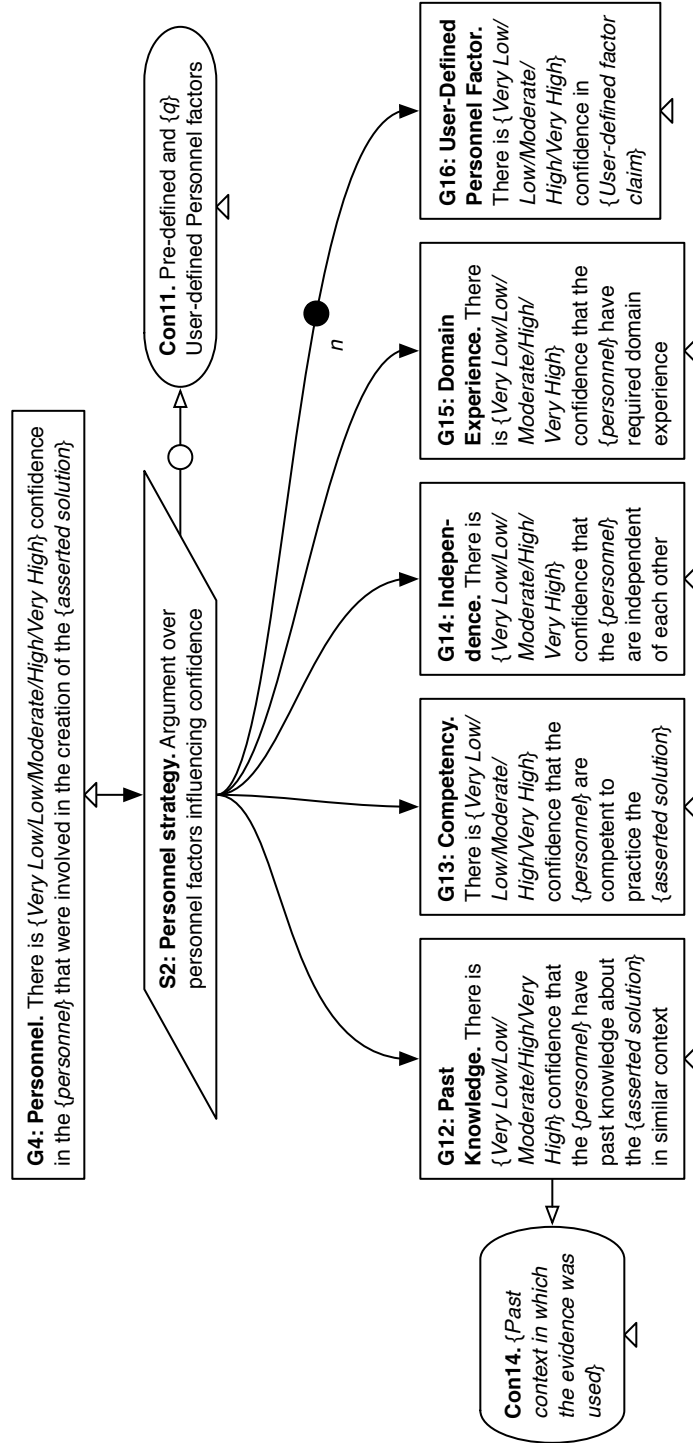 G4: Personnel. There is {Very Low/Low/Moderate/High/Very High} confidence
in the {personnel} that were involved in the creation of the {asserted solution}
S2: Personnel strategy. Argument over
personnel factors influencing confidence
Con11. Pre-defined and {q}
User-defined Personnel factors
n
Con14. {Past
context in which
the evidence was
used}
G12: Past
Knowledge. There is
{Very Low/Low/
Moderate/High/Very
High} confidence that
the {personnel} have
past knowledge about
the {asserted solution}
in similar context
G13: Competency.
There is {Very Low/
Low/Moderate/
High/Very High}
confidence that the
{personnel} are
competent to
practice the
{asserted solution}
G14: Indepen-
dence. There is
{Very Low/Low/
Moderate/High/
Very High}
confidence that
the {personnel}
are independent
of each other
G15: Domain
Experience. There
is {Very Low/Low/
Moderate/High/
Very High}
confidence that the
{personnel} have
required domain
experience
G16: User-Defined
Personnel Factor.
There is {Very Low/
Low/Moderate/
High/Very High}
confidence in
{User-defined factor
claim}